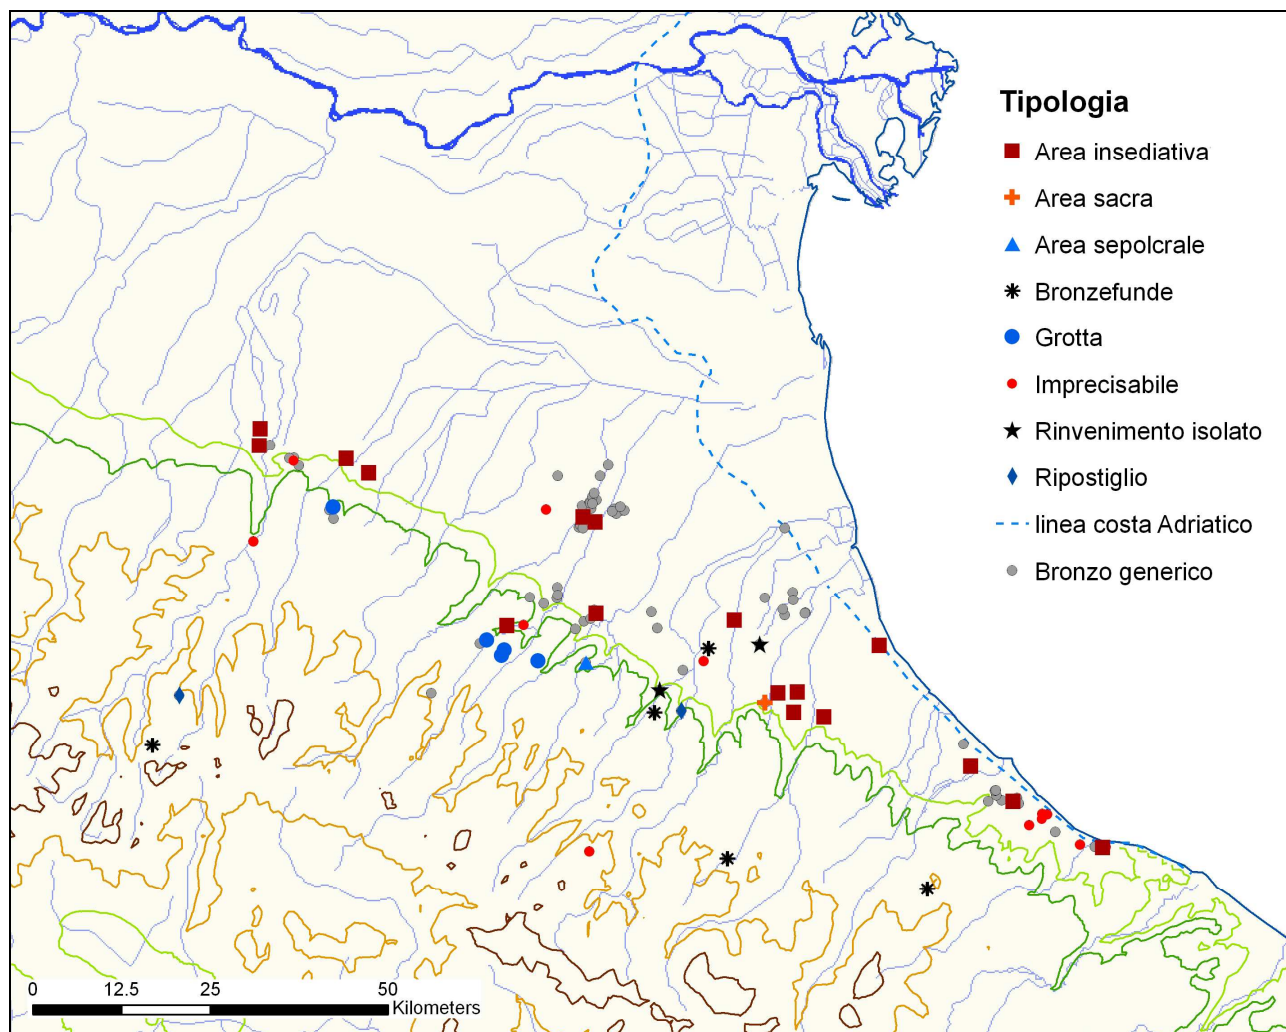 Tipologia
Area insediativa
Area sacra
Area sepolcrale
Bronzefunde
Grotta
Imprecisabile
Rinvenimento isolato
Ripostiglio
linea costa Adriatico
Bronzo generico
0 12.5 25 50
Kilometers